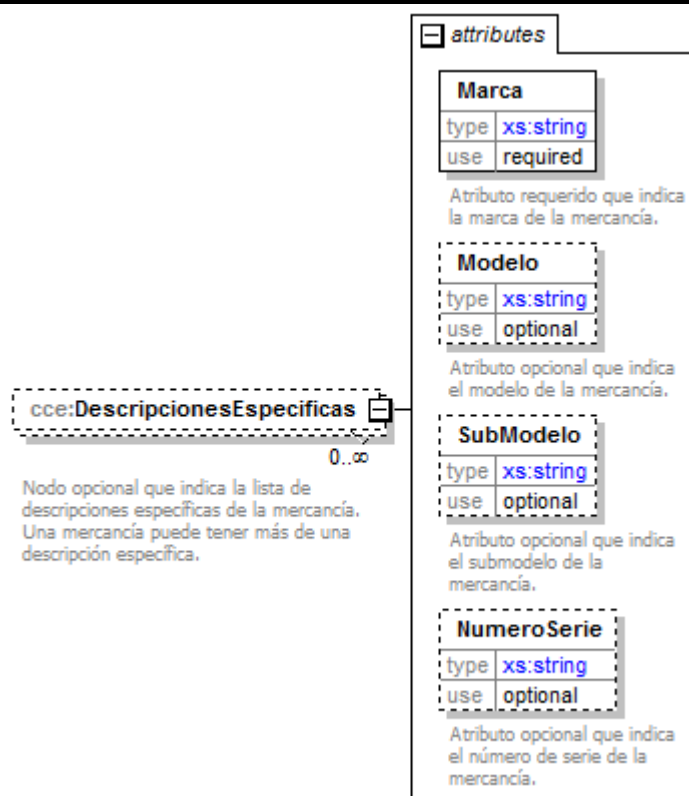 attributes
Marca
type xs:string
use required
Atributo requerido que indica
la marca de la mercancía.
Modelo
type xs:string
use optional
Atributo opcional que indica
el modelo de la mercancía.
cce:DescripcionesEspecificas
0..∞
Nodo opcional que indica la lista de
descripciones específicas de la mercancía.
Una mercancía puede tener más de una
descripción específica.
SubModelo
type xs:string
use optional
Atributo opcional que indica
el submodelo de la
mercancía.
NumeroSerie
type xs:string
use optional
Atributo opcional que indica
el número de serie de la
mercancía.